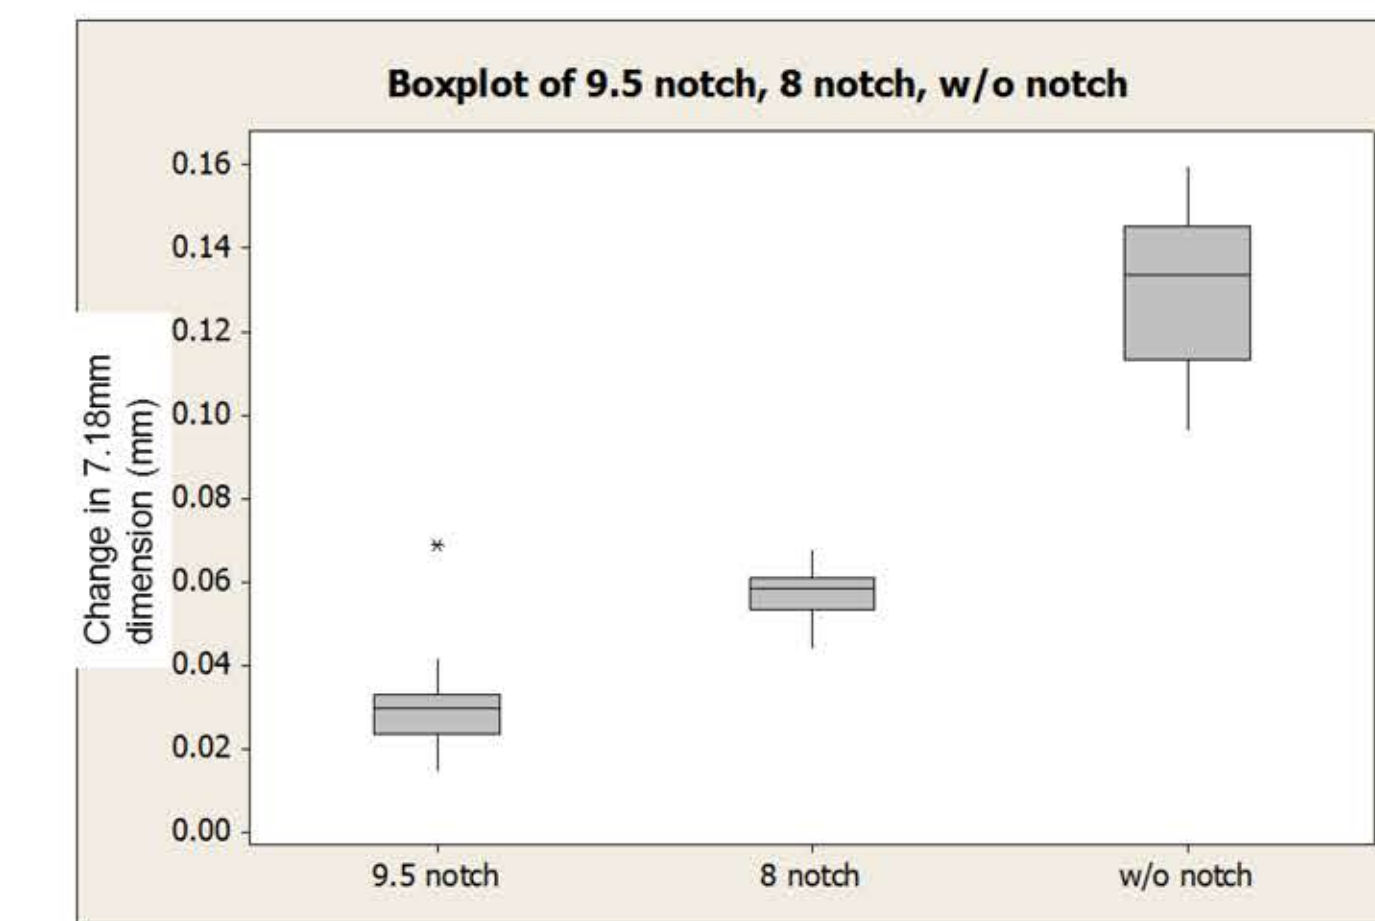 Boxplot of 9.5 notch, 8 notch, w/o notch
0.16
0.14
0.12
0.10
0.08
0.06
0.04
0.02
0.00
Change in 7.18mm
dimension (mm)
*
9.5 notch
8 notch
w/o notch